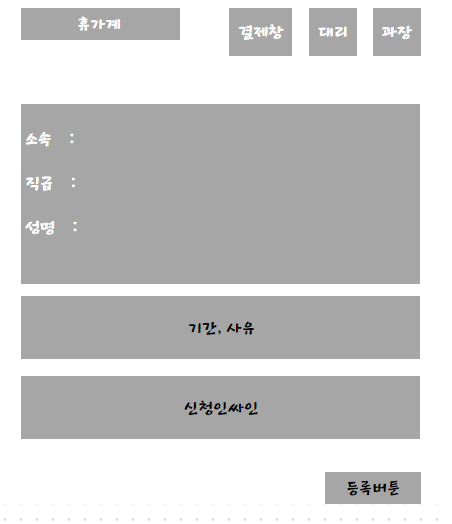 휴가계 결제창 대리 과장
소속 :
직급 :
성명 :
기간, 사유
신청인싸인
등록버튼